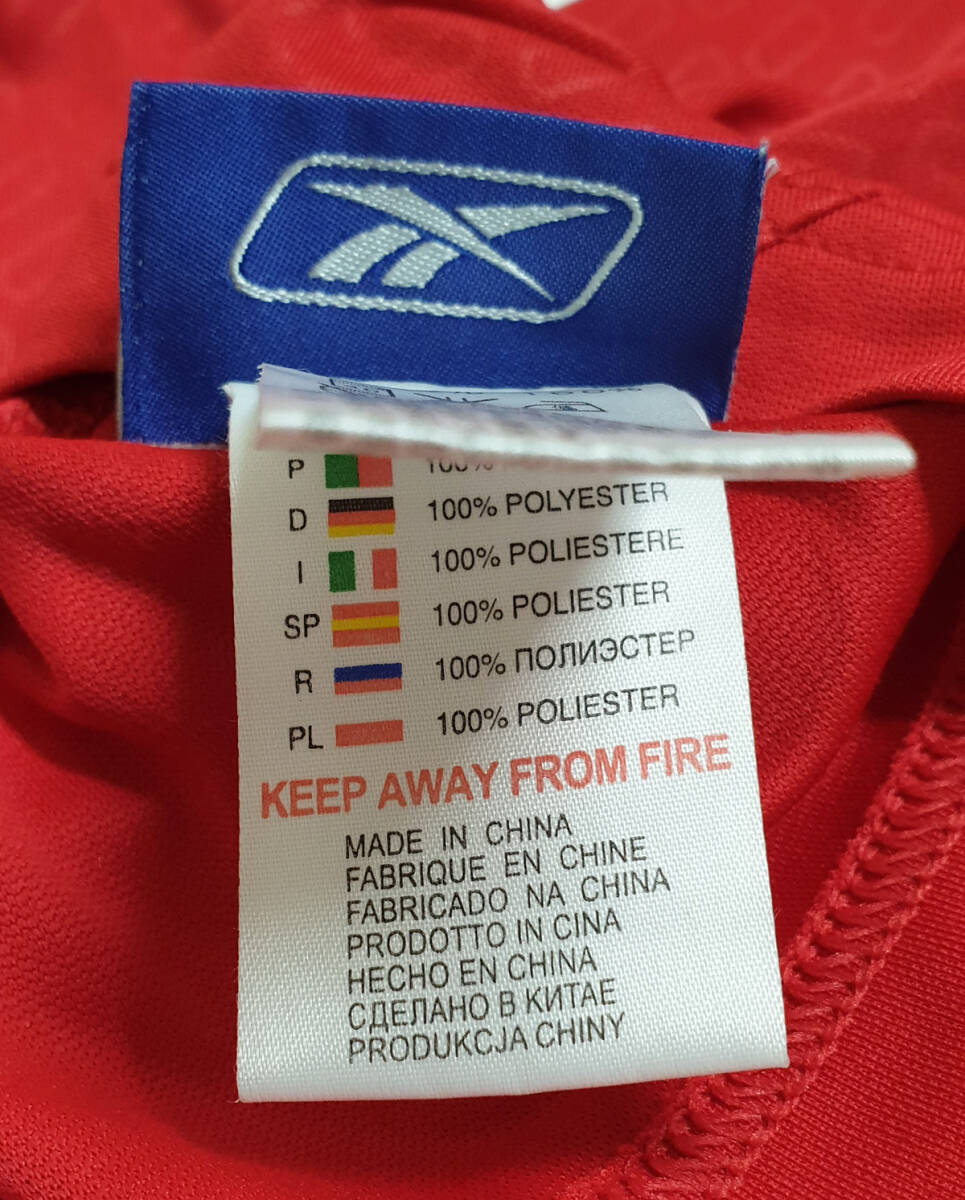 P
D 100% POLYESTER
I 100% POLIESTERE
SP 100% POLIESTER
R 100% ПОЛИЭСТЕР
PL 100% POLIESTER
KEEP AWAY FROM FIRE
MADE IN CHINA
FABRIQUE EN CHINE
FABRICADO NA CHINA
PRODOTTO IN CINA
HECHO EN CHINA
СДЕЛАНО В КИТАЕ
PRODUKCJA CHINY